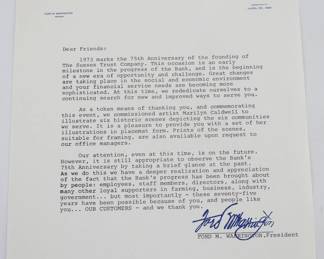 Dear Friends:
1973 marks the 75th Anniversary of the founding of
The Sussex Trust Company. This occasion is an early
milestone in the progress of the Bank, and is the beginning
of a new era of opportunity and challenge. Great changes
are taking place in the social and economic environment
and your financial service needs are becoming more
sophisticated. At this time, we rededicate ourselves to a
continuing search for new and improved ways to serve you.
As a token of thanking you, and commemorating
this event, we commissioned artist Marilyn Caldwell to
illustrate six historic scenes depicting the six communities
we serve. It is a pleasure to provide you with a set of her
illustrations in placemat form. Prints of the scenes,
suitable for framing, are also available upon request to
our office managers.
Our attention, even at this time, is on the future.
However, it is still appropriate to observe the Bank's
75th Anniversary by taking a brief glance at the past.
As we do this we have a deeper realization and appreciation
of the fact that the Bank's progress has been brought about
by people: employees, staff members, directors, along with
many other loyal supporters in farming, business, industry,
government... but most importantly - these seventy-five
years have been possible because of you, and people like
you... OUR CUSTOMERS - and we thank you.
Ford M. Warrington
FORD M. WARRINGTON, President